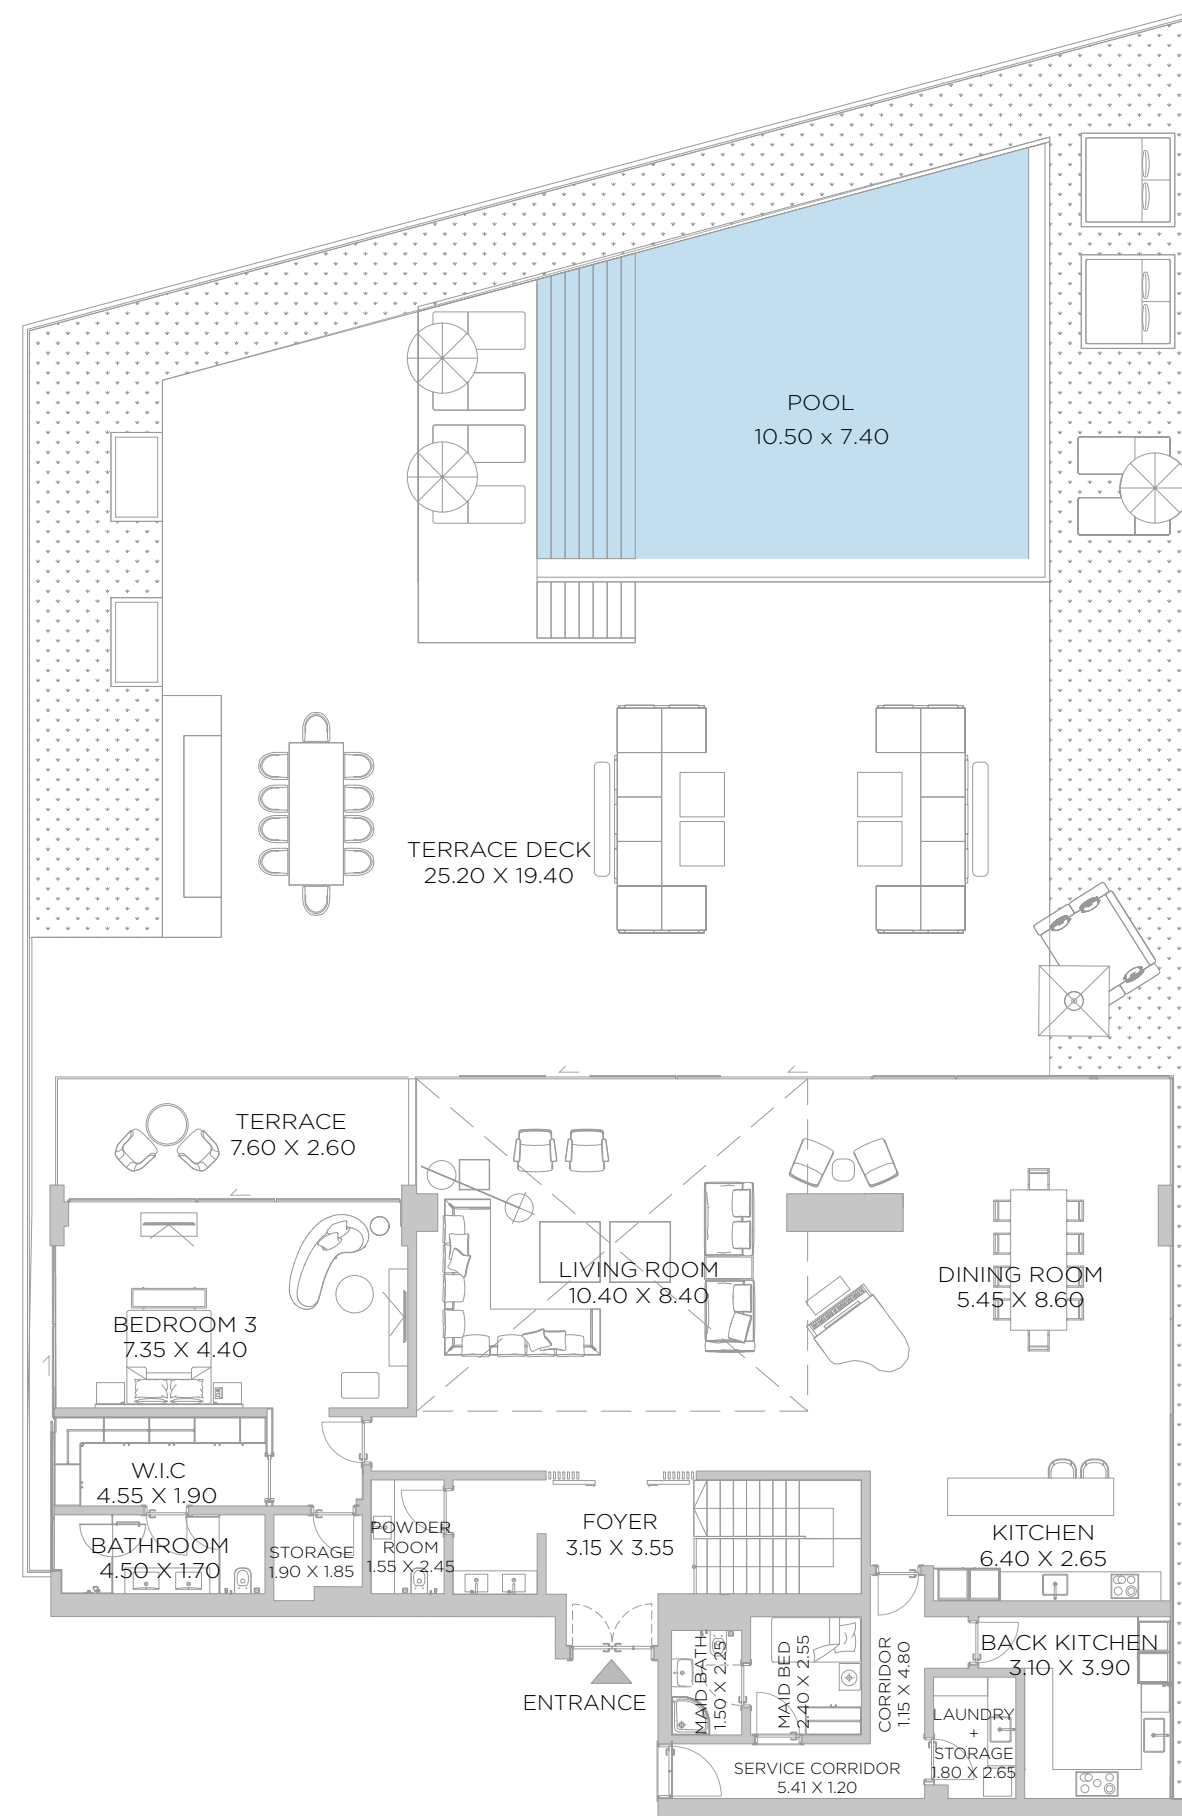 POOL
10.50 x 7.40
TERRACE DECK
25.20 X 19.40
TERRACE
7.60 X 2.60
LIVING ROOM
10.40 X 8.40
DINING ROOM
5.45 X 8.60
BEDROOM 3
7.35 X 4.40
W.I.C
4.55 X 1.90
BATHROOM
4.50 X 1.70
STORAGE
1.90 X 1.85
POWDER
ROOM
1.55 X 2.45
FOYER
3.15 X 3.55
KITCHEN
6.40 X 2.65
ENTRANCE
MAID BATH
1.50 X 2.25
MAID BED
2.40 X 2.55
CORRIDOR
1.15 X 4.80
BACK KITCHEN
3.10 X 3.90
LAUNDRY
+
STORAGE
1.80 X 2.65
SERVICE CORRIDOR
5.41 X 1.20